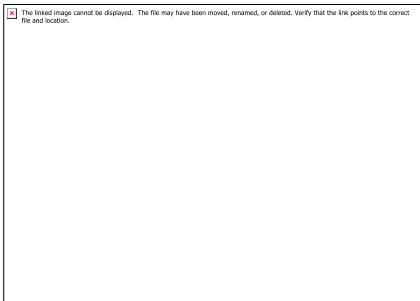 The linked image cannot be displayed.  The file may have been moved, renamed, or deleted. Verify that the link points to the correct
file and location.